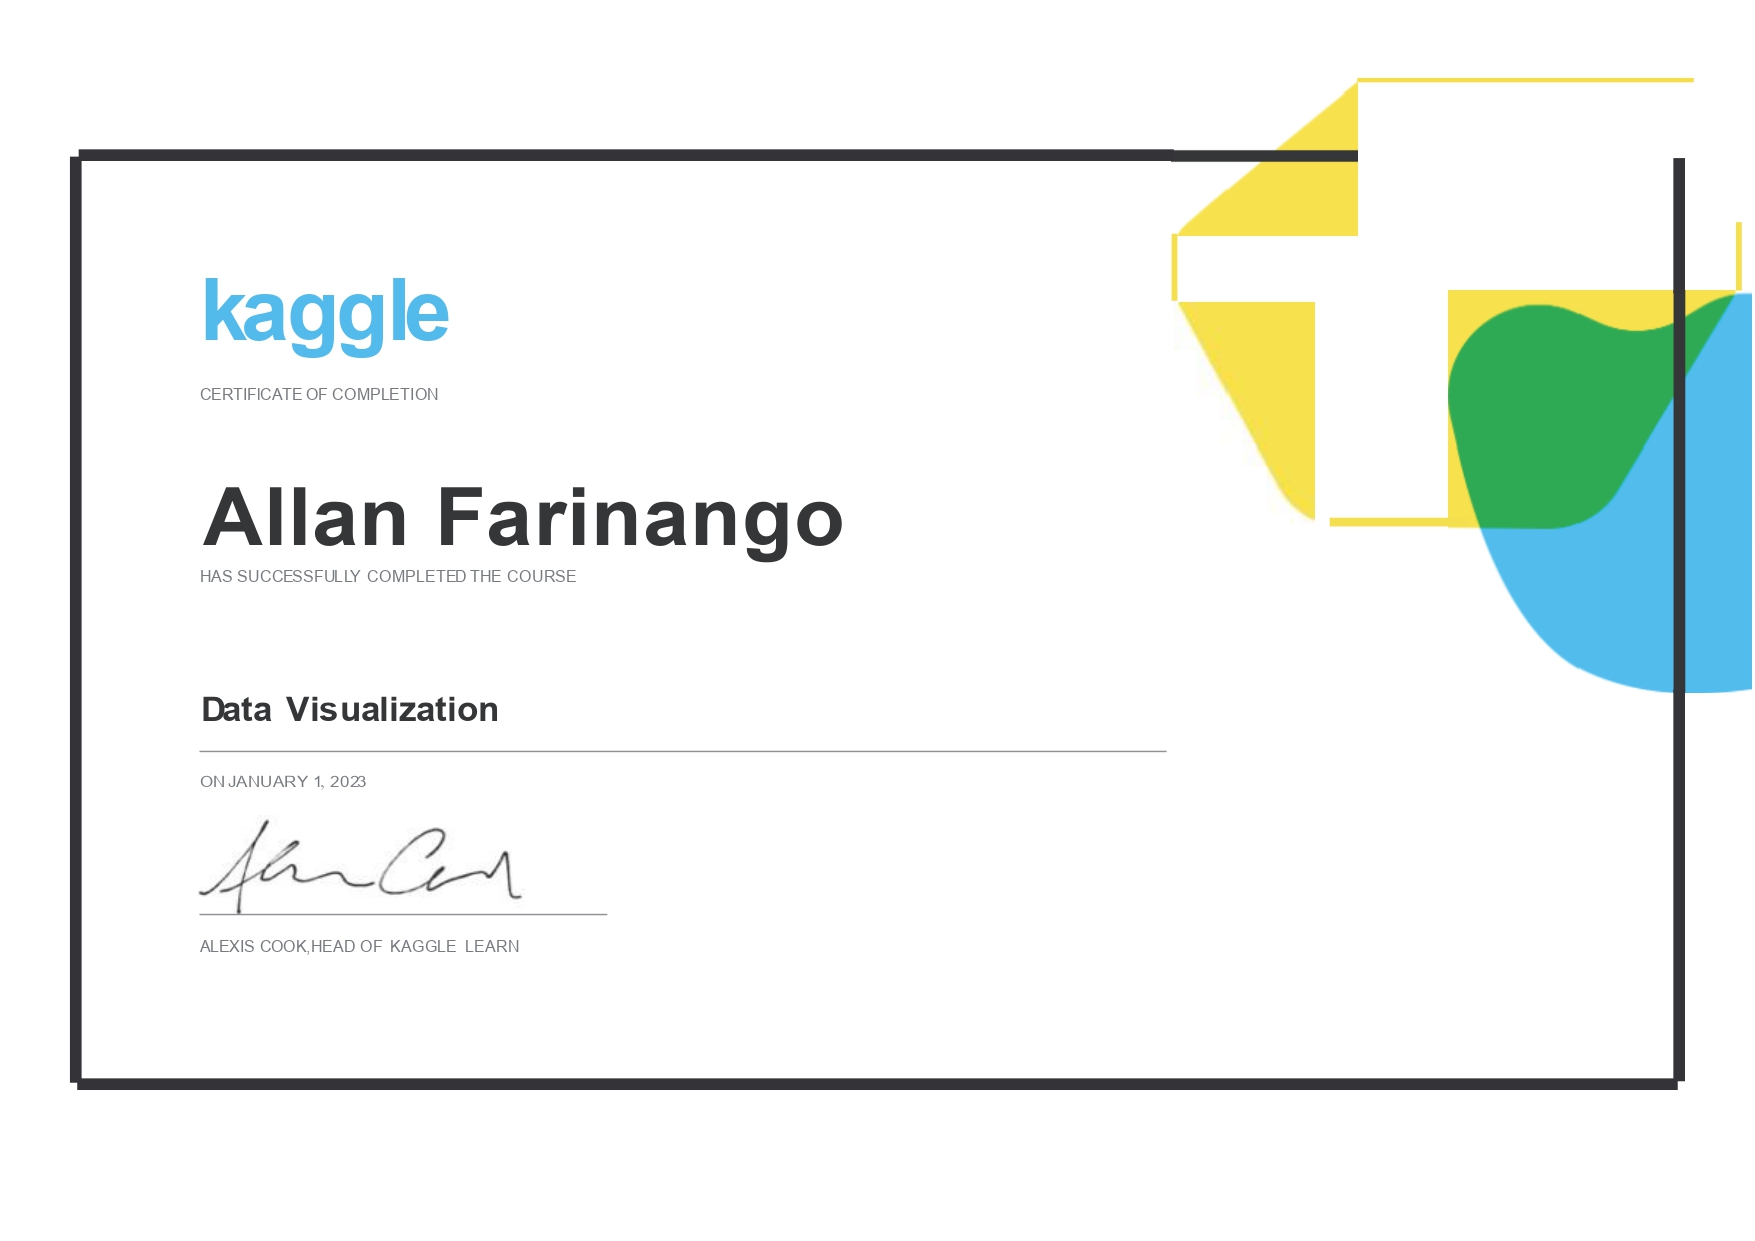 kaggle
CERTIFICATE OF COMPLETION
Allan Farinango
HAS SUCCESSFULLY COMPLETED THE COURSE
Data Visualization
ON JANUARY 1, 2023
ALEXIS COOK,HEAD OF KAGGLE LEARN